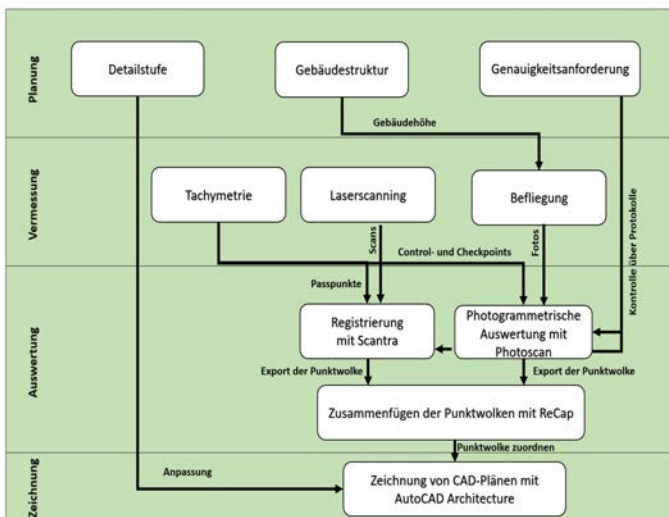 Planung
Detailstufe
Gebäudestruktur
Genauigkeitsanforderung
Gebäudehöhe
Vermessung
Tachymetrie
Laserscanning
Befliegung
Scans
Fotos
Kontrolle über Protokolle
Control- und Checkpoints
Passpunkte
Auswertung
Registrierung
mit Scantra
Photogrammetrische
Auswertung mit
Photoscan
Export der Punktwolke
Export der Punktwolke
Zusammenfügen der Punktwolken mit ReCap
Punktwolke zuordnen
Zeichnung
Anpassung
Zeichnung von CAD-Plänen mit
AutoCAD Architecture